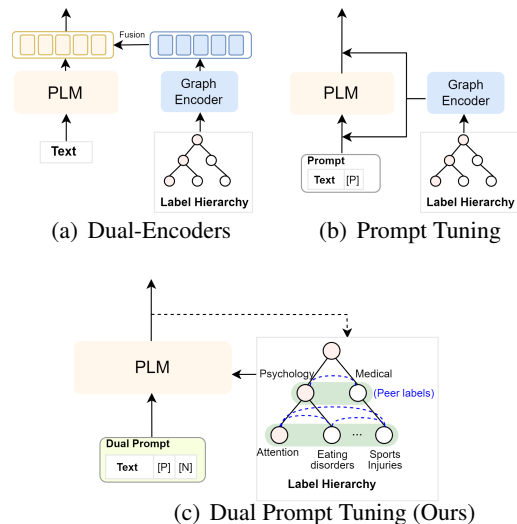 Fusion
PLM
Graph
Encoder
Text
Label Hierarchy
(a) Dual-Encoders
PLM
Graph
Encoder
Prompt
Text [P]
Label Hierarchy
(b) Prompt Tuning
PLM
Dual Prompt
Text [P] [N]
Psychology
Medical
(Peer labels)
Attention
Eating
disorders
...
Sports
Injuries
Label Hierarchy
(c) Dual Prompt Tuning (Ours)